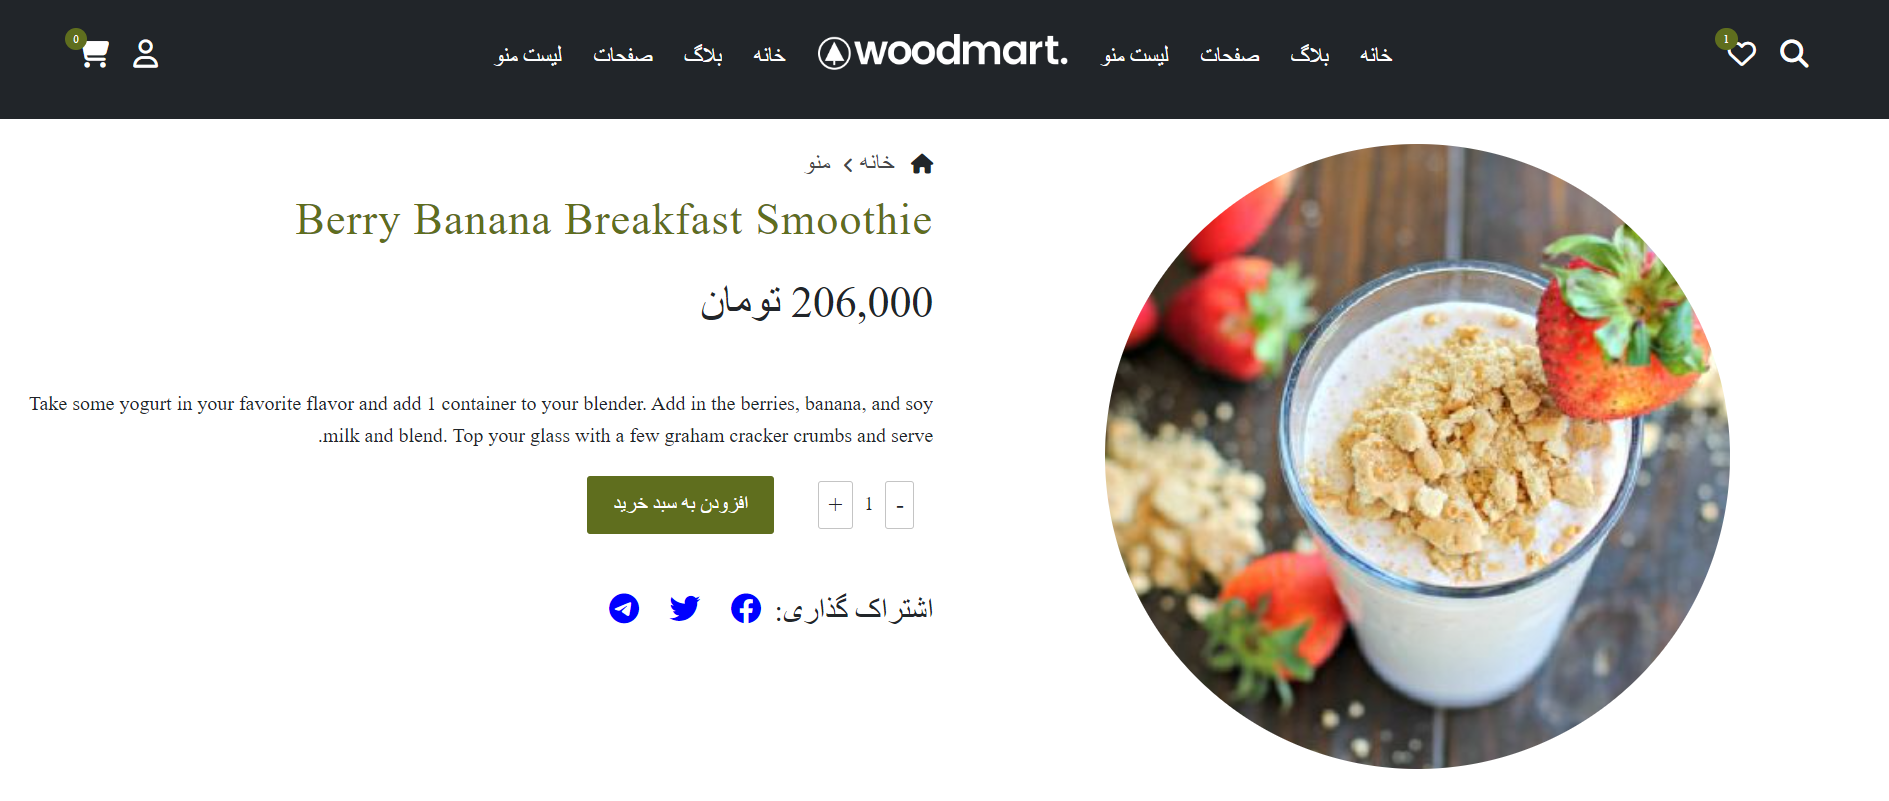 1
خانه بلاگ صفحات لیست منو woodmart. خانه بلاگ صفحات لیست منو
0
خانه › منو
Berry Banana Breakfast Smoothie
206,000 تومان
Take some yogurt in your favorite flavor and add 1 container to your blender. Add in the berries, banana, and soy
milk and blend. Top your glass with a few graham cracker crumbs and serve.
- 1 +
افزودن به سبد خرید
اشتراک گذاری: